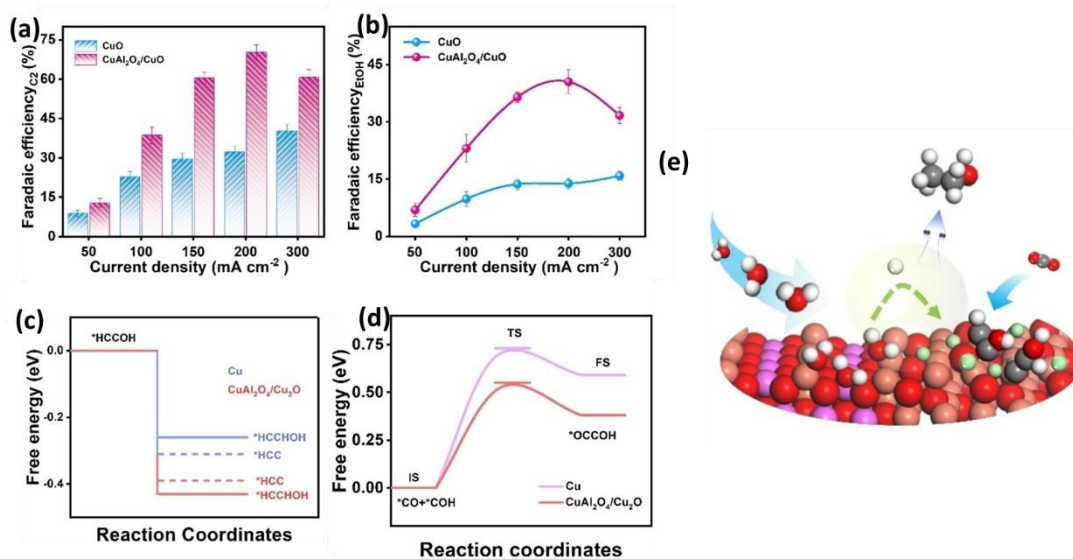 (a)
CuO
CuAl₂O₄/CuO
Faradaic efficiency_C2 (%)
75
60
45
30
15
0
50 100 150 200 300
Current density (mA cm⁻² )
(b)
CuO
CuAl₂O₄/CuO
Faradaic efficiency_EtOH (%)
60
45
30
15
0
50 100 150 200 300
Current density (mA cm⁻² )
(c)
*HCCOH
Cu
CuAl₂O₄/Cu₂O
*HCCHOH
*HCC
*HCC
*HCCHOH
Free energy (eV)
0.0
-0.2
-0.4
Reaction Coordinates
(d)
TS
FS
*OCCOH
IS
*CO+*COH
Cu
CuAl₂O₄/Cu₂O
Free energy (eV)
0.75
0.50
0.25
0.00
Reaction coordinates
(e)